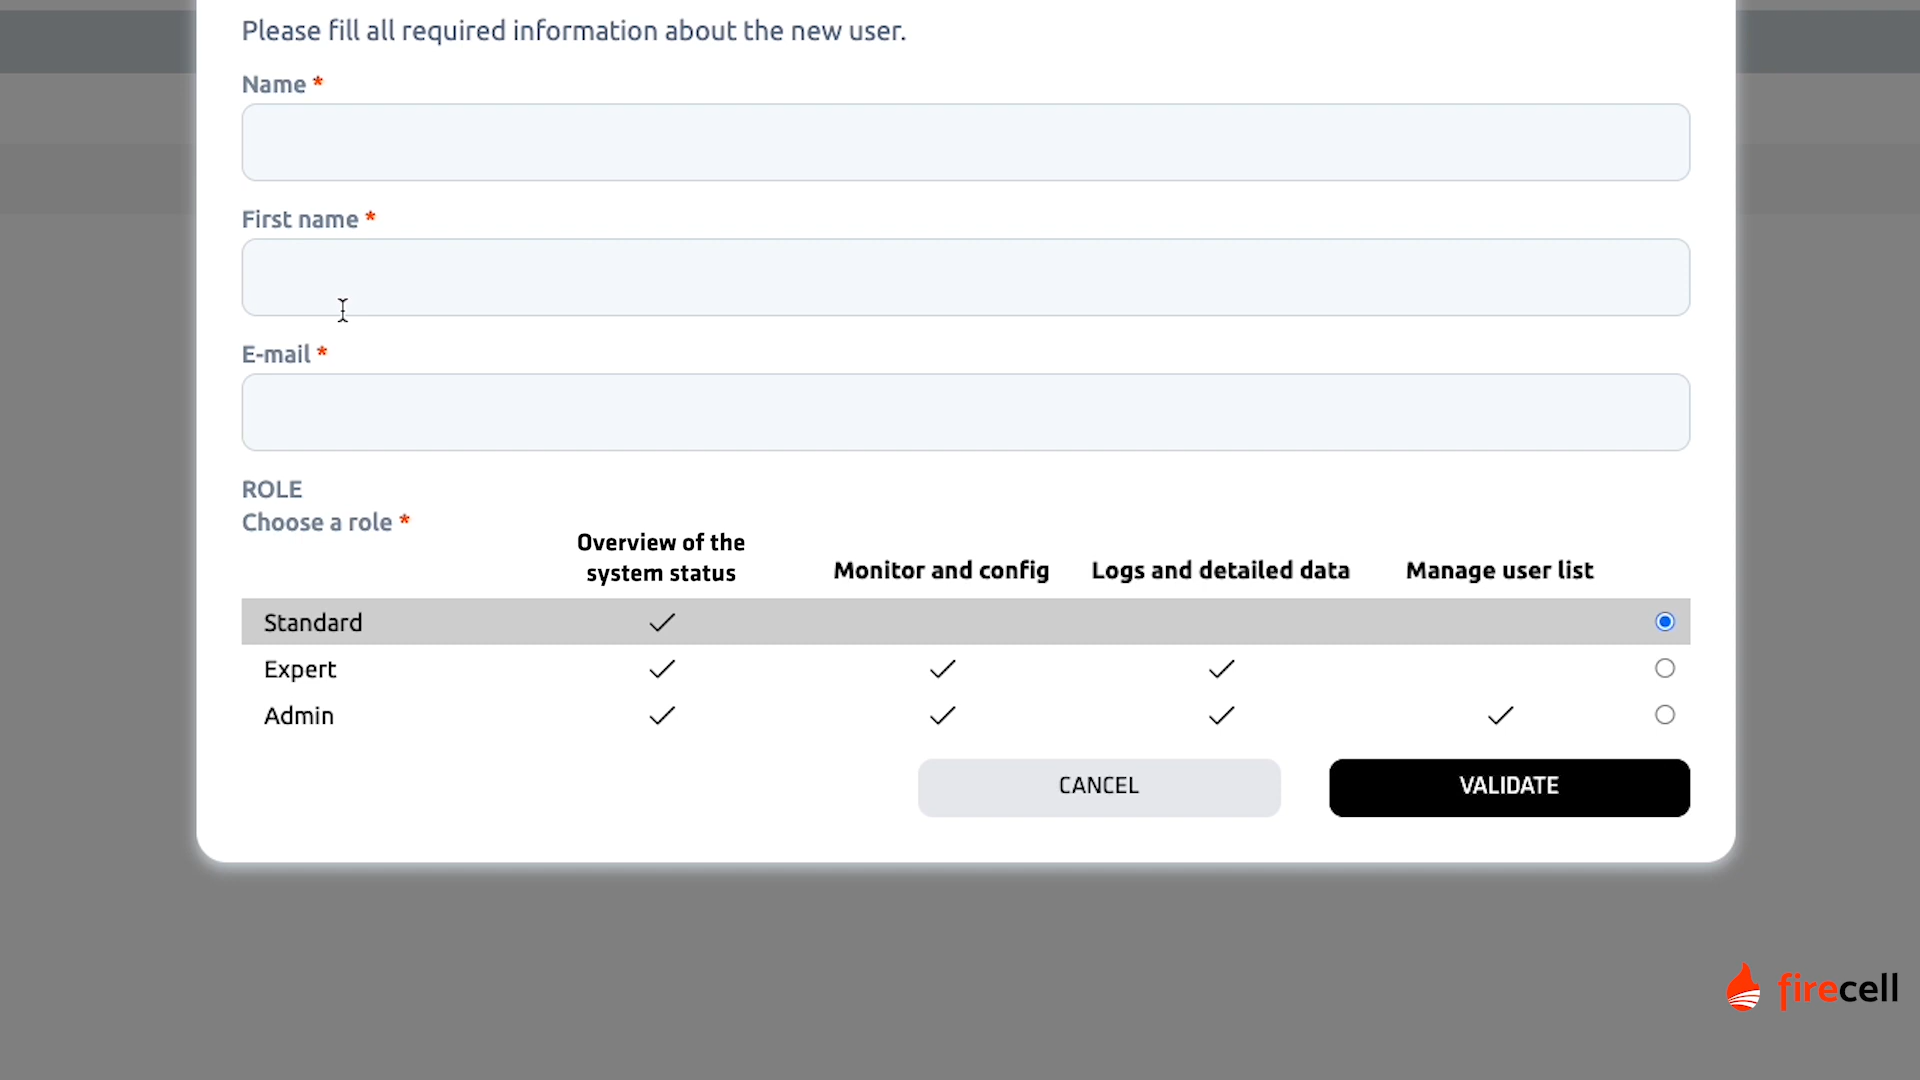 Please fill all required information about the new user.
Name *
First name *
E-mail *
ROLE
Choose a role *
Overview of the
system status
Monitor and config
Logs and detailed data
Manage user list
Standard
Expert
Admin
CANCEL
VALIDATE
firecell